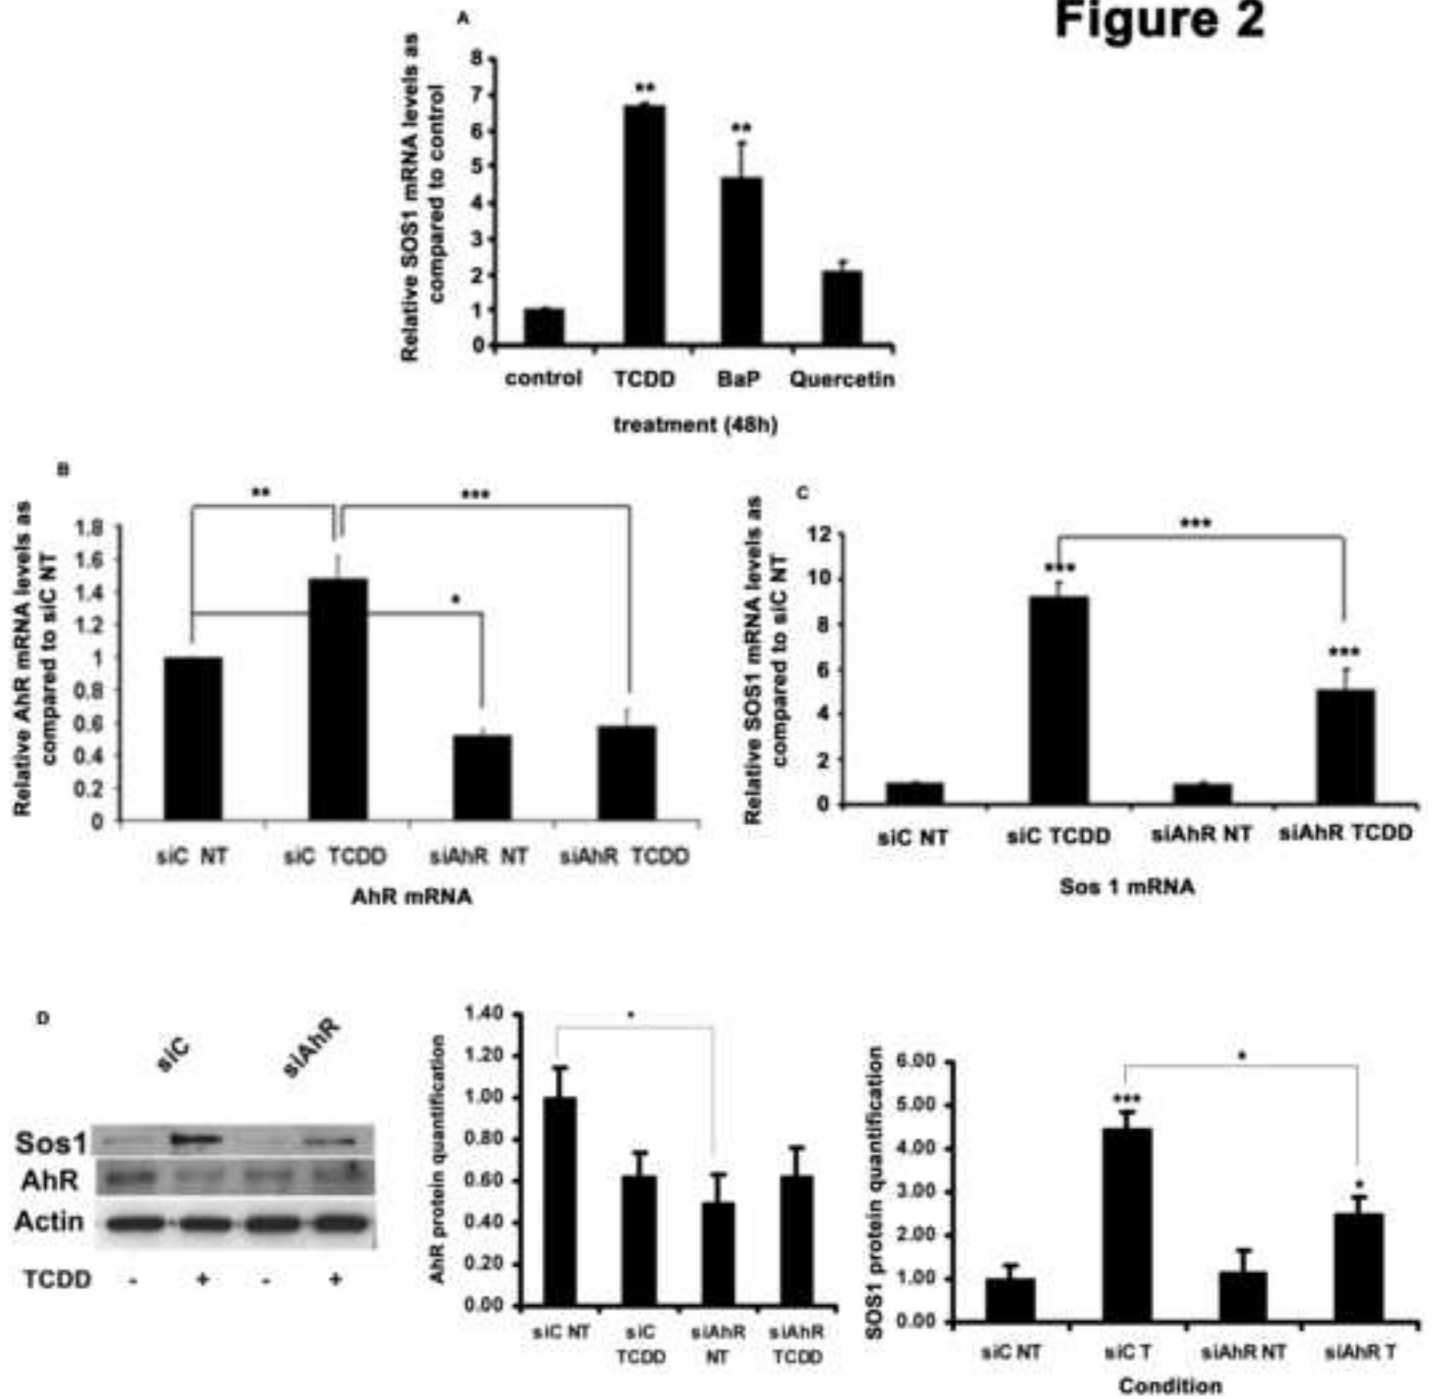 Figure 2
A
Relative SOS1 mRNA levels as
compared to control
8
7
6
5
4
3
2
1
0
**
**
control TCDD BaP Quercetin
treatment (48h)
B
Relative AhR mRNA levels as
compared to siC NT
1.8
1.6
1.4
1.2
1
0.8
0.6
0.4
0.2
0
** ***
*
siC NT siC TCDD siAhR NT siAhR TCDD
AhR mRNA
C
Relative SOS1 mRNA levels as
compared to siC NT
12
10
8
6
4
2
0
***
***
***
siC NT siC TCDD siAhR NT siAhR TCDD
Sos 1 mRNA
D
siC siAhR
Sos1
AhR
Actin
TCDD - + - +
AhR protein quantification
1.40
1.20
1.00
0.80
0.60
0.40
0.20
0.00
*
siC NT siC TCDD siAhR NT siAhR TCDD
SOS1 protein quantification
6.00
5.00
4.00
3.00
2.00
1.00
0.00
*
***
*
siC NT siC T siAhR NT siAhR T
Condition